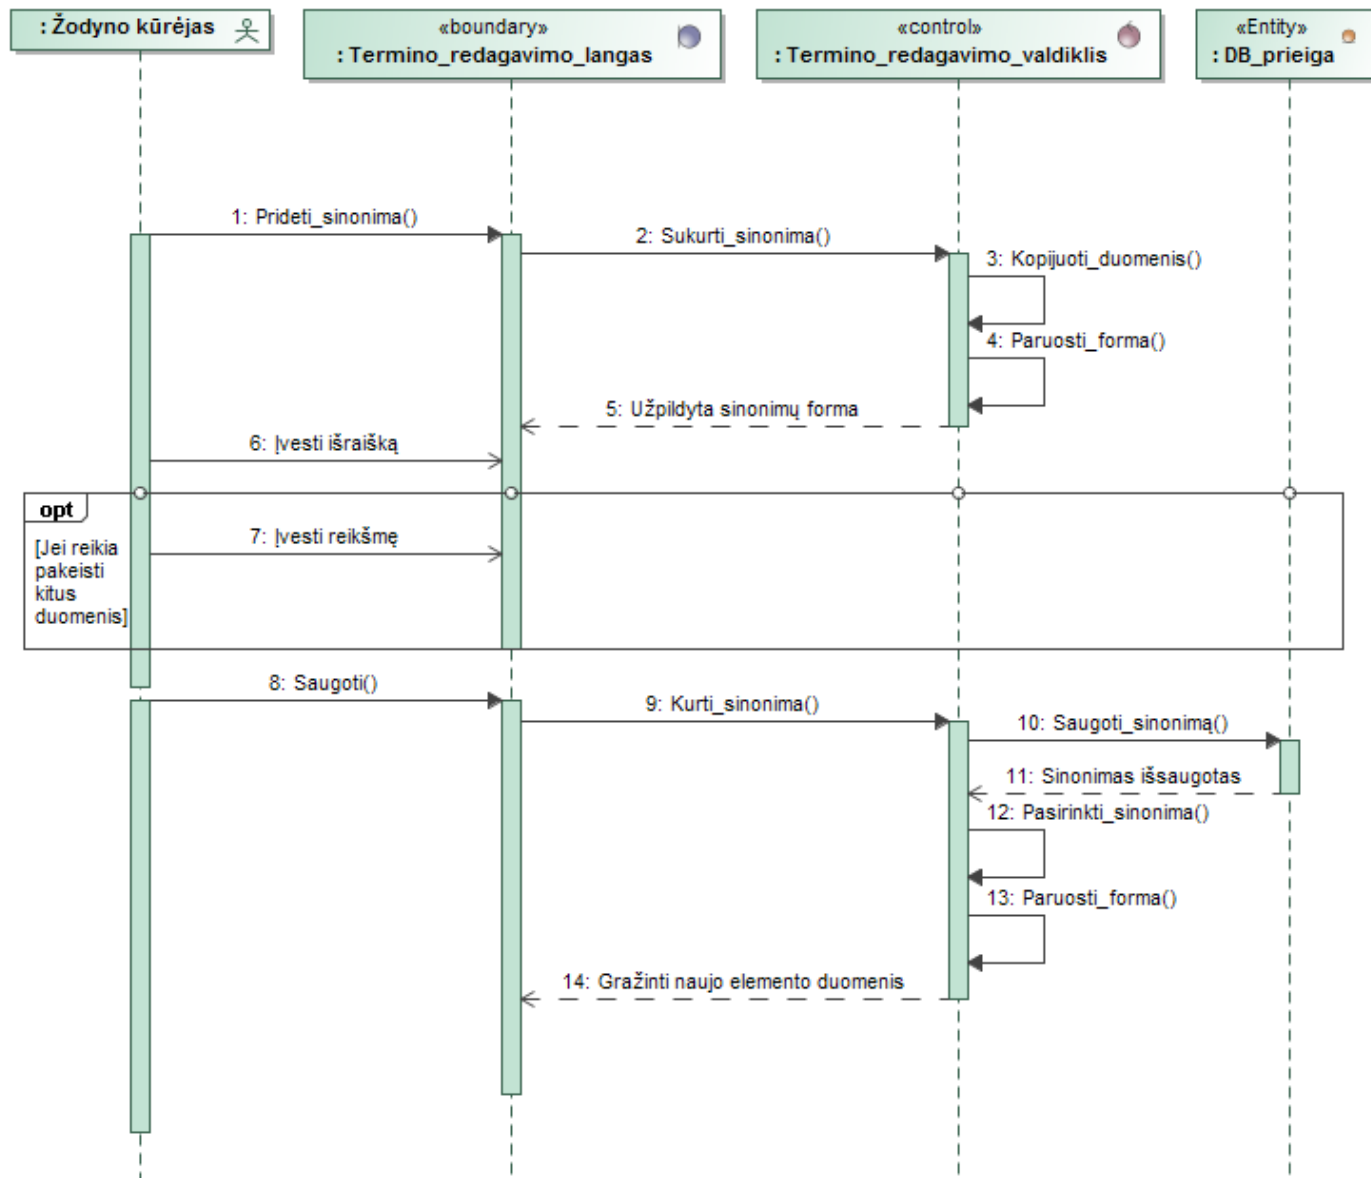 : Žodyno kūrėjas
«boundary»
: Termino_redagavimo_langas
«control»
: Termino_redagavimo_valdiklis
«Entity»
: DB_prieiga
1: Prideti_sinonima()
2: Sukurti_sinonima()
3: Kopijuoti_duomenis()
4: Paruosti_forma()
5: Užpildyta sinonimų forma
6: Įvesti išraišką
opt
[Jei reikia
pakeisti
kitus
duomenis]
7: Įvesti reikšmę
8: Saugoti()
9: Kurti_sinonima()
10: Saugoti_sinonimą()
11: Sinonimas išsaugotas
12: Pasirinkti_sinonima()
13: Paruosti_forma()
14: Gražinti naujo elemento duomenis